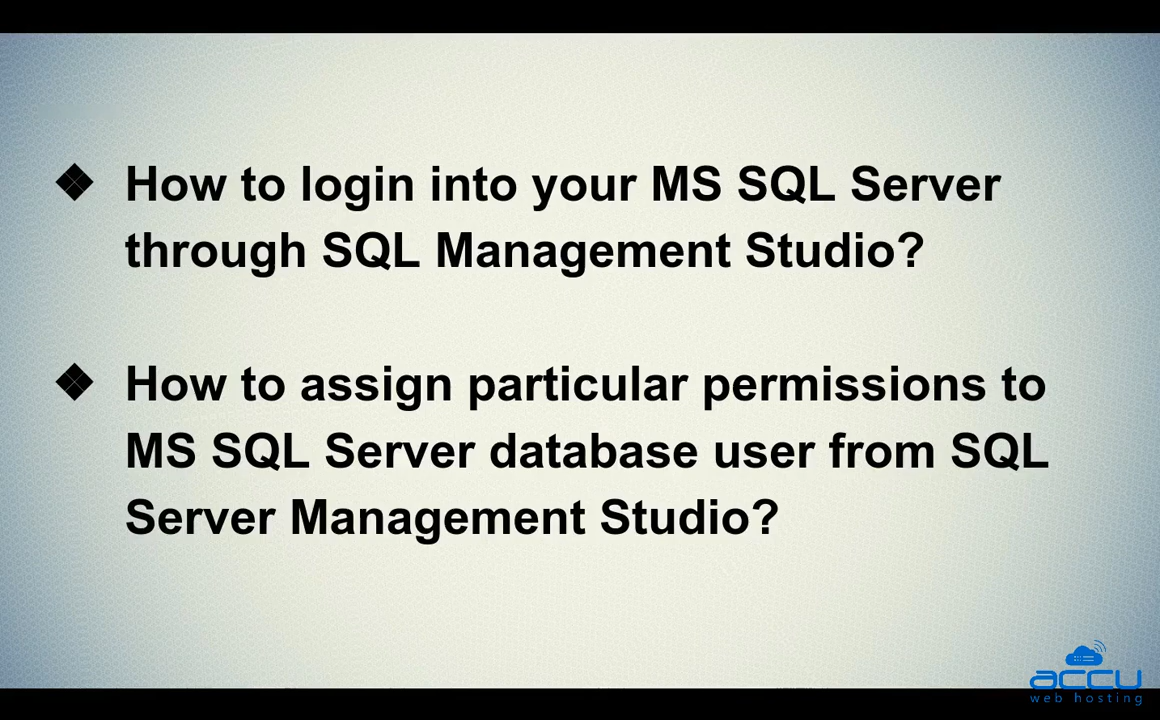 ❖ How to login into your MS SQL Server
through SQL Management Studio?
❖ How to assign particular permissions to
MS SQL Server database user from SQL
Server Management Studio?
accu
web hosting